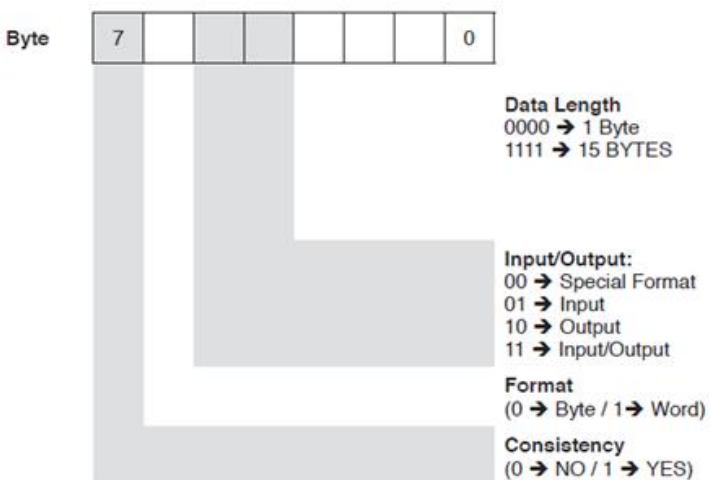 Byte 7 0
Data Length
0000 ➔ 1 Byte
1111 ➔ 15 BYTES
Input/Output:
00 ➔ Special Format
01 ➔ Input
10 ➔ Output
11 ➔ Input/Output
Format
(0 ➔ Byte / 1➔ Word)
Consistency
(0 ➔ NO / 1 ➔ YES)